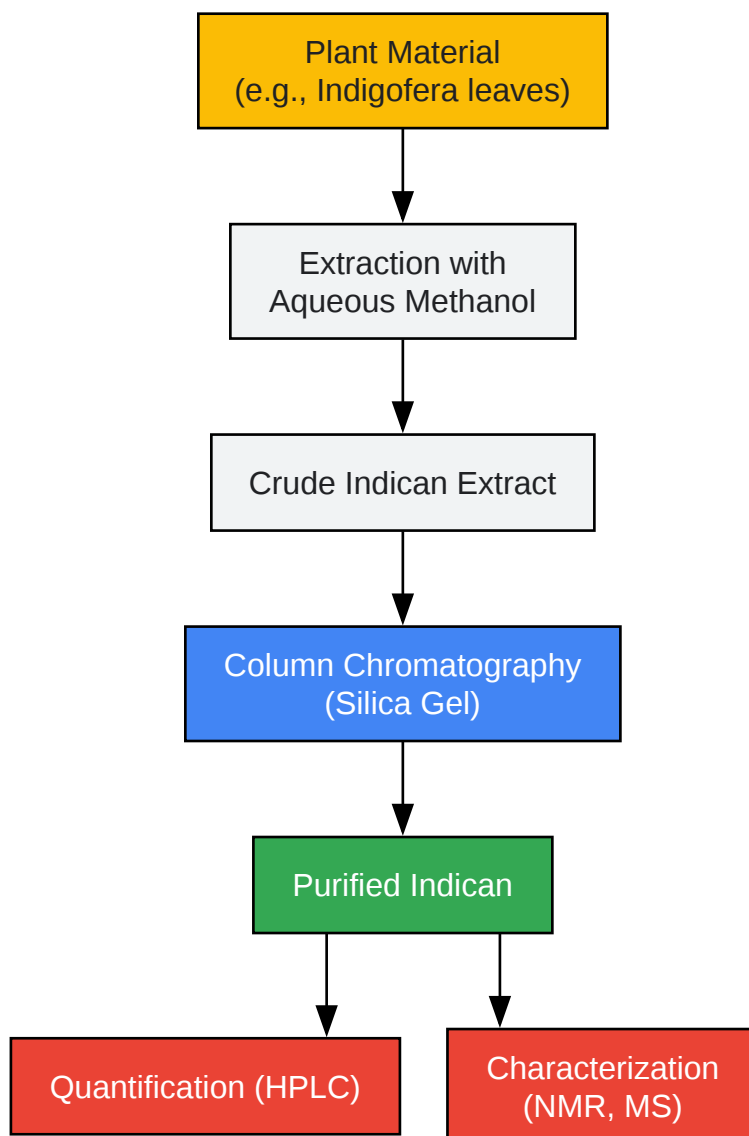 Plant Material
(e.g., Indigofera leaves)
Extraction with
Aqueous Methanol
Crude Indican Extract
Column Chromatography
(Silica Gel)
Purified Indican
Quantification (HPLC)
Characterization
(NMR, MS)